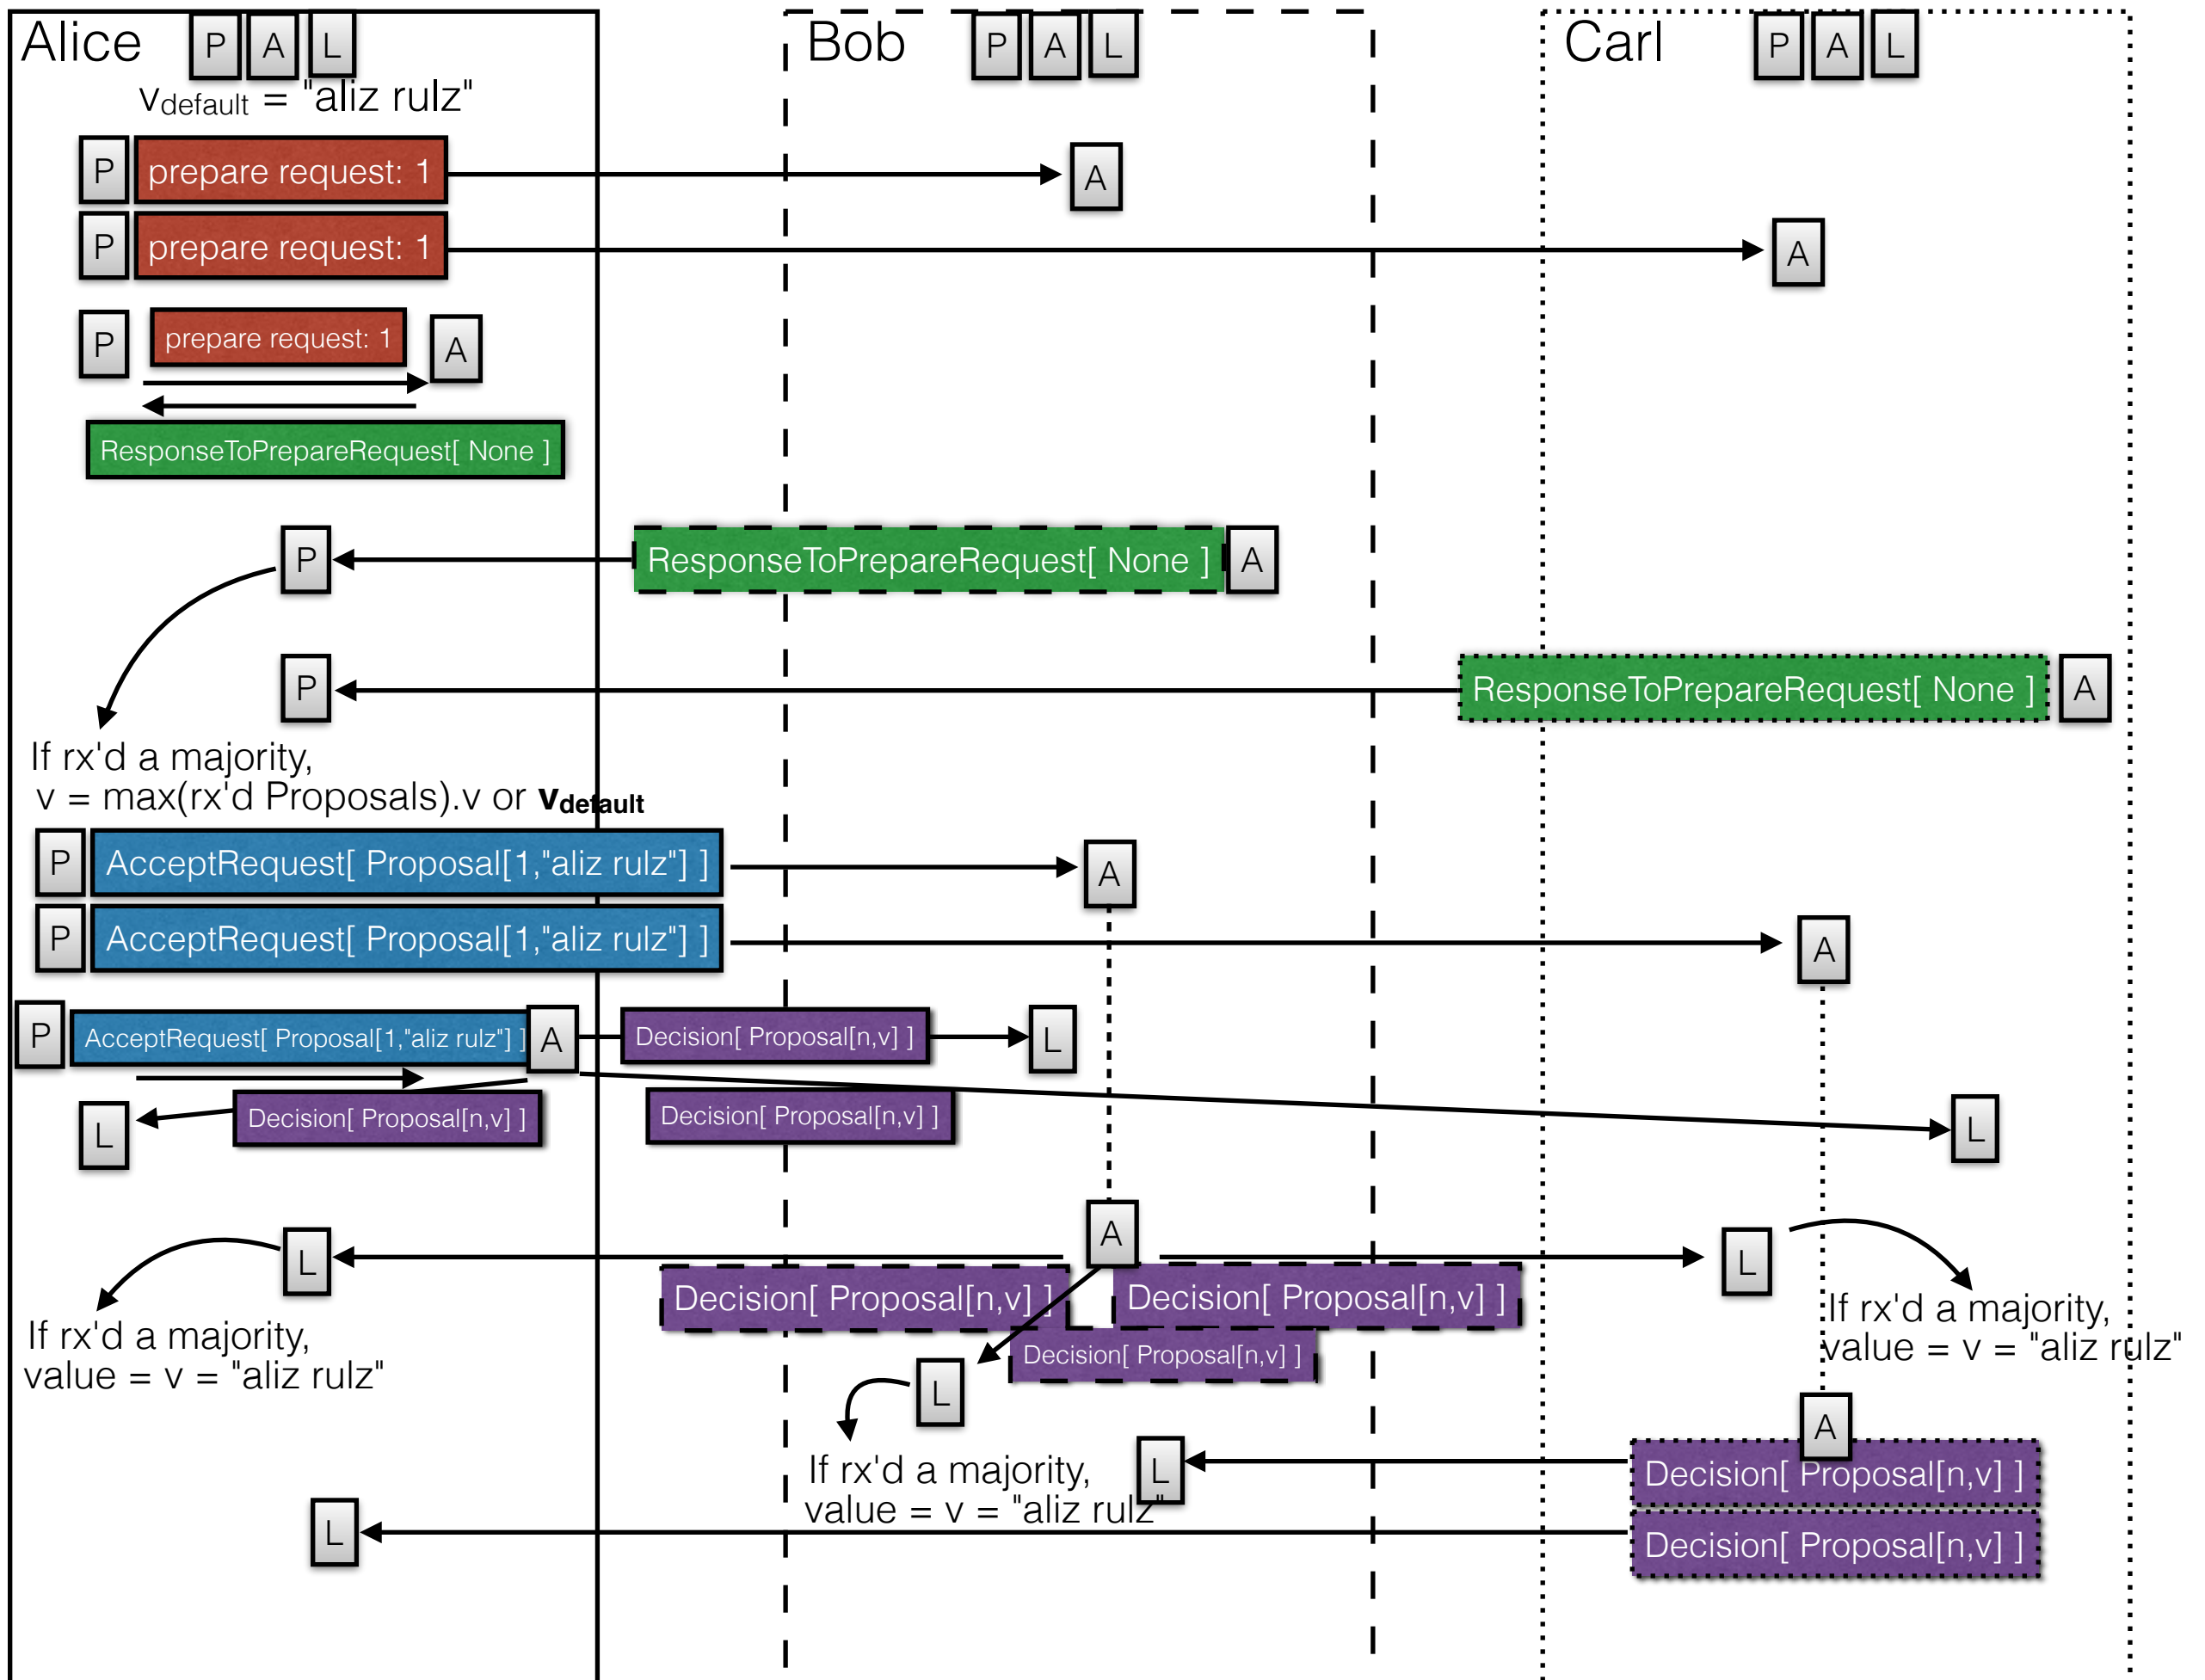 Alice P A L
Bob P A L
Carl P A L
vdefault = "aliz rulz"
P prepare request: 1 A
P prepare request: 1 A
P prepare request: 1 A
ResponseToPrepareRequest[ None ]
P ResponseToPrepareRequest[ None ] A
P ResponseToPrepareRequest[ None ] A
If rx'd a majority,
v = max(rx'd Proposals).v or vdefault
P AcceptRequest[ Proposal[1,"aliz rulz"] ] A
P AcceptRequest[ Proposal[1,"aliz rulz"] ] A
P AcceptRequest[ Proposal[1,"aliz rulz"] ] A Decision[ Proposal[n,v] ] L
L Decision[ Proposal[n,v] ] Decision[ Proposal[n,v] ] L
L A L
Decision[ Proposal[n,v] ] Decision[ Proposal[n,v] ]
If rx'd a majority,
value = v = "aliz rulz"
Decision[ Proposal[n,v] ]
L
If rx'd a majority,
value = v = "aliz rulz"
If rx'd a majority,
value = v = "aliz rulz"
A
L Decision[ Proposal[n,v] ]
L Decision[ Proposal[n,v] ]